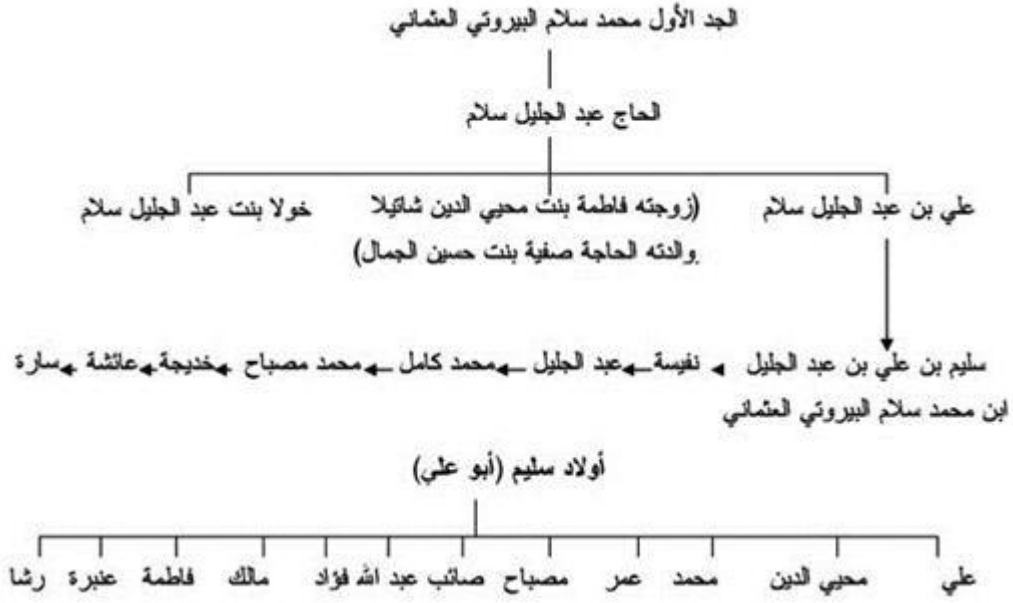 الجد الأول محمد سلام البيروتي العثماني
الحاج عبد الجليل سلام
علي بن عبد الجليل سلام (زوجته فاطمة بنت محيي الدين شاتيلا خولا بنت عبد الجليل سلام
والدته الحاجة صفية بنت حسين الجمال)
سليم بن علي بن عبد الجليل نفيسة عبد الجليل محمد كامل محمد مصباح خديجة عائشة سارة
ابن محمد سلام البيروتي العثماني
أولاد سليم (أبو علي)
علي محيي الدين محمد عمر مصباح صائب عبد الله فؤاد مالك فاطمة عنبرة رشا